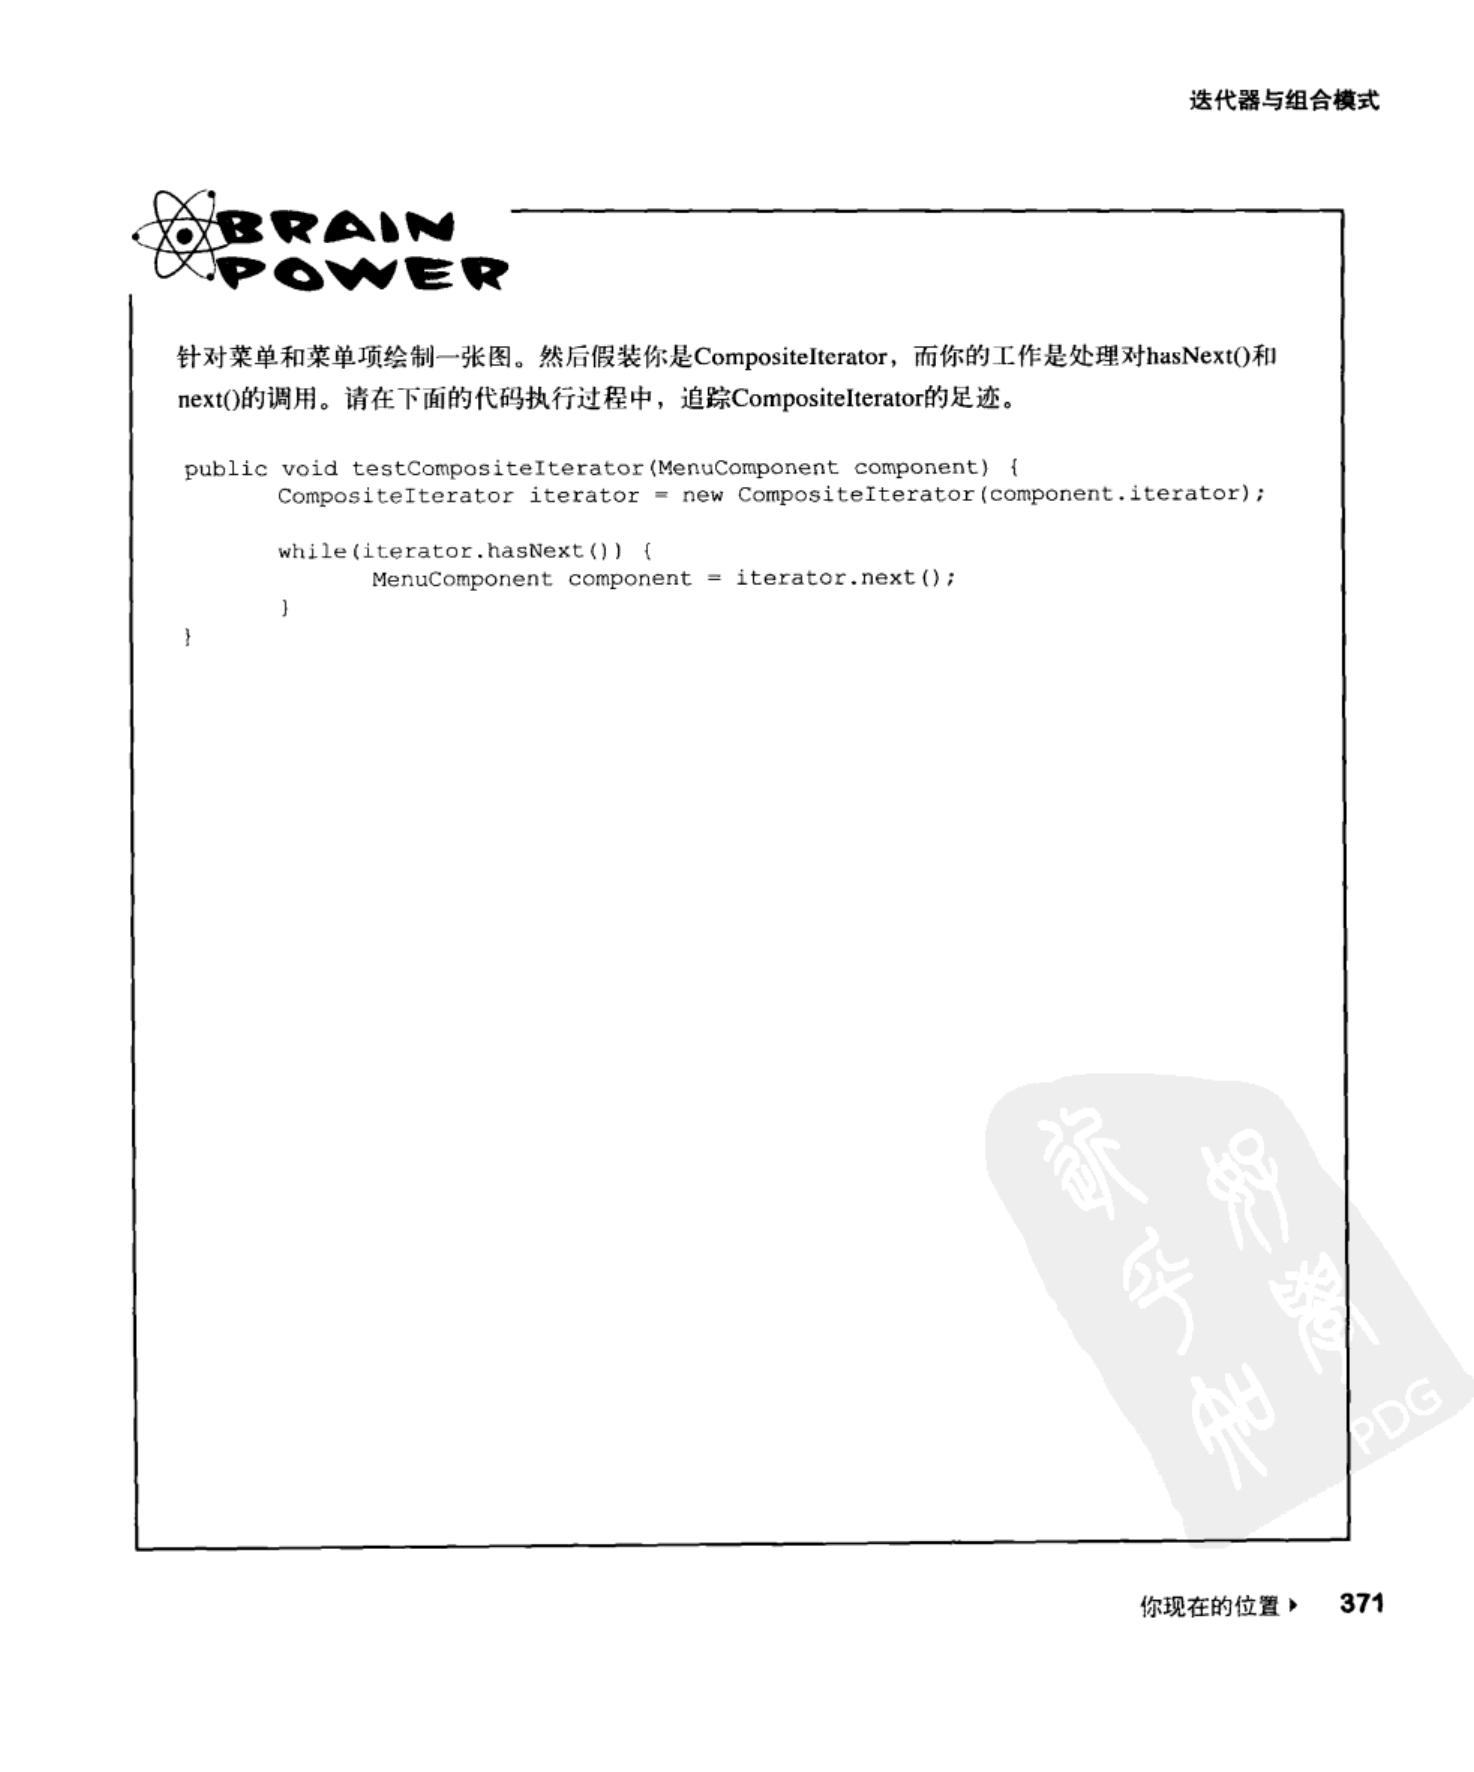 迭代器与组合模式
BRAIN
POWER
针对菜单和菜单项绘制一张图。然后假装你是CompositeIterator，而你的工作是处理对hasNext()和
next()的调用。请在下面的代码执行过程中，追踪CompositeIterator的足迹。
public void testCompositeIterator(MenuComponent component) {
CompositeIterator iterator = new CompositeIterator(component.iterator);
while(iterator.hasNext()) {
MenuComponent component = iterator.next();
}
}
PDG
你现在的位置 371